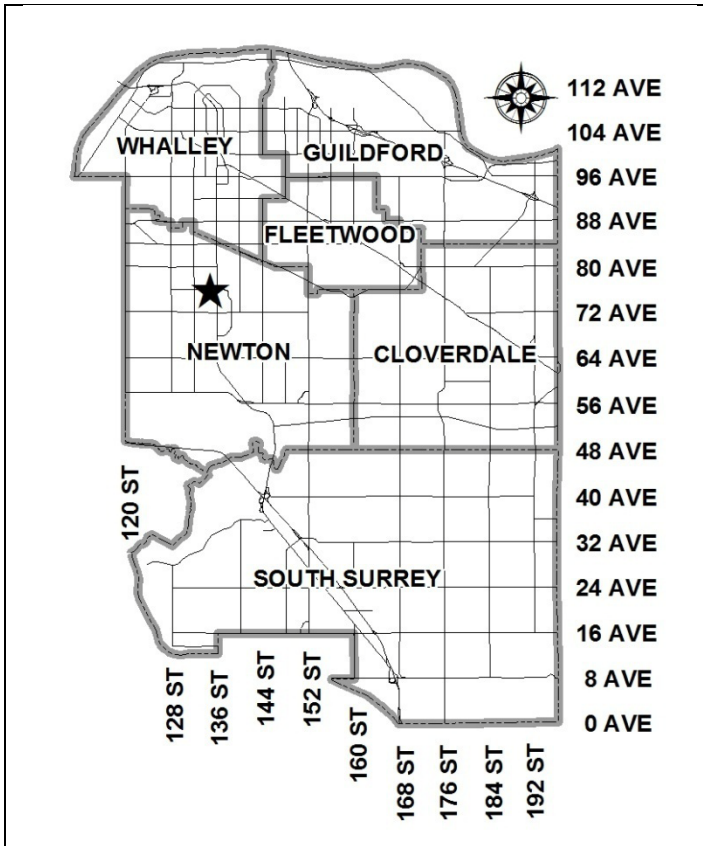 112 AVE
104 AVE
WHALLEY
GUILDFORD
96 AVE
88 AVE
FLEETWOOD
80 AVE
72 AVE
NEWTON
CLOVERDALE
64 AVE
56 AVE
48 AVE
120 ST
40 AVE
32 AVE
SOUTH SURREY
24 AVE
16 AVE
8 AVE
0 AVE
128 ST
136 ST
144 ST
152 ST
160 ST
168 ST
176 ST
184 ST
192 ST